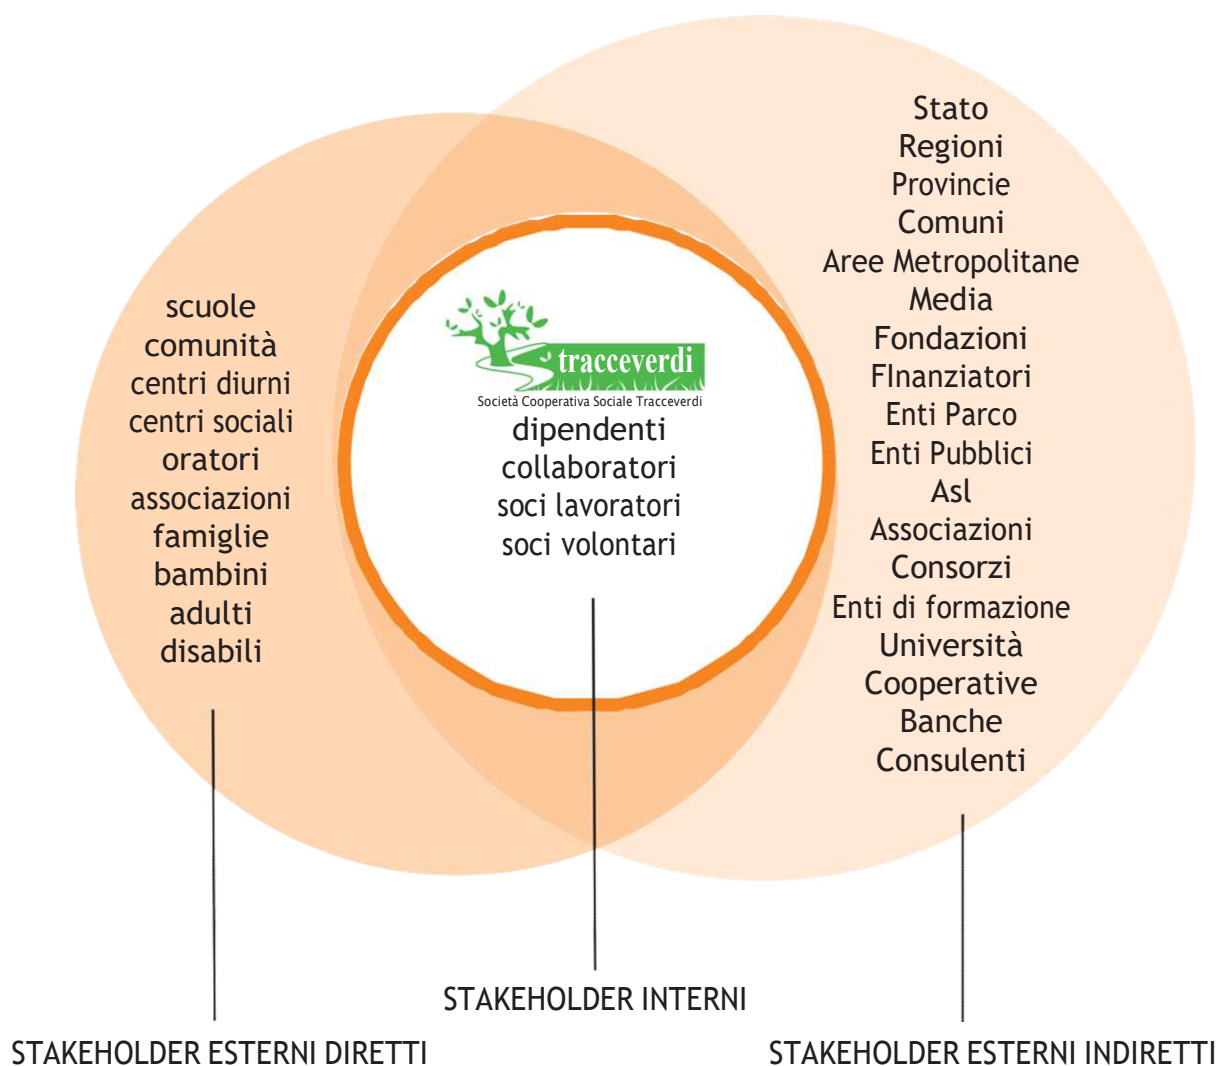 scuole
comunità
centri diurni
centri sociali
oratori
associazioni
famiglie
bambini
adulti
disabili
STAKEHOLDER ESTERNI DIRETTI
tracceverdi
Società Cooperativa Sociale Tracceverdi
dipendenti
collaboratori
soci lavoratori
soci volontari
STAKEHOLDER INTERNI
Stato
Regioni
Provincie
Comuni
Aree Metropolitane
Media
Fondazioni
FInanziatori
Enti Parco
Enti Pubblici
Asl
Associazioni
Consorzi
Enti di formazione
Università
Cooperative
Banche
Consulenti
STAKEHOLDER ESTERNI INDIRETTI